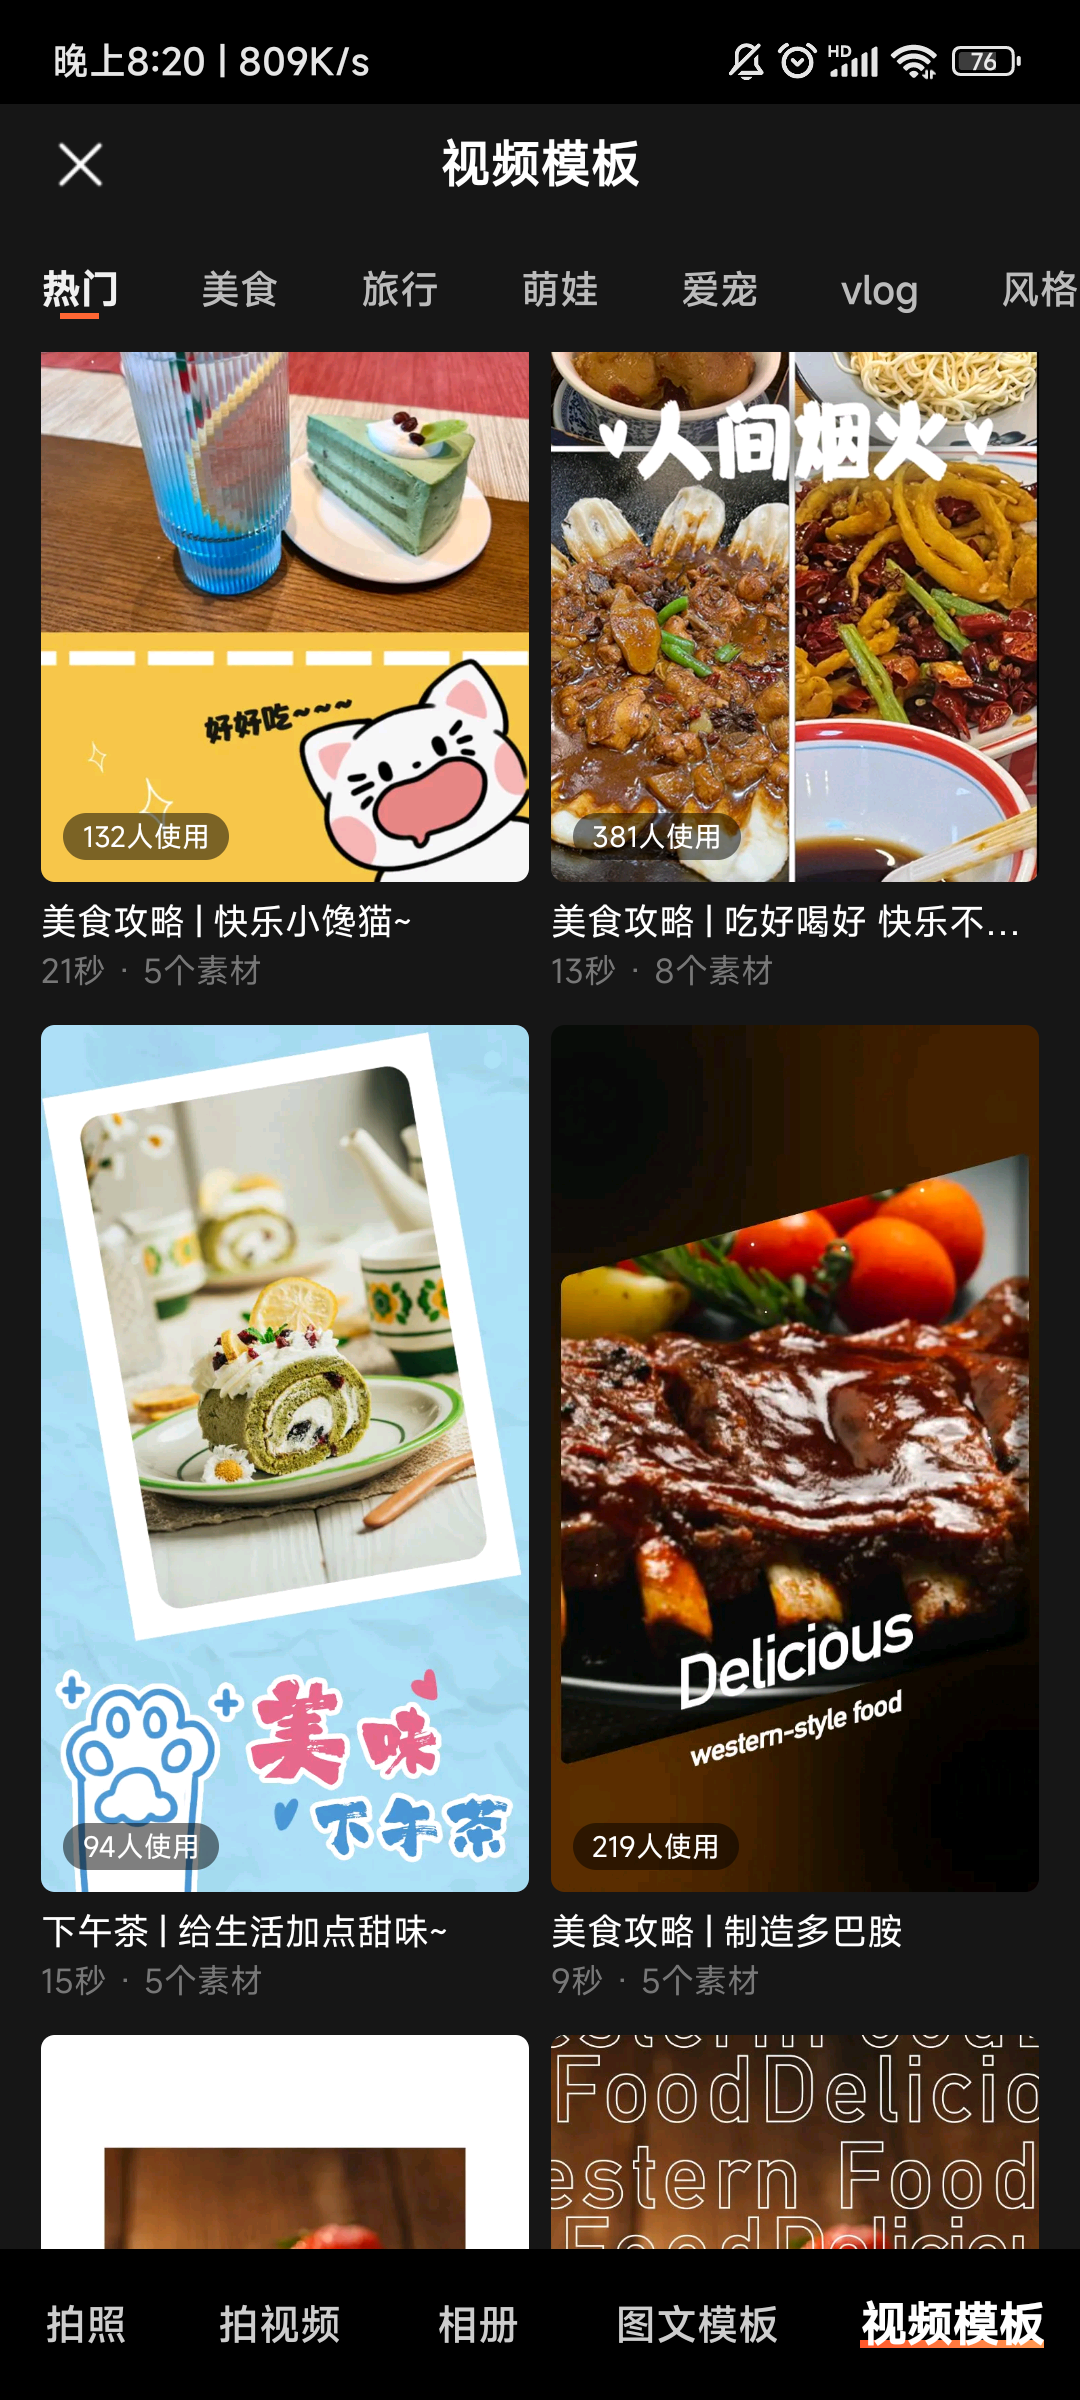 晚上8:20 | 809K/s
HD
76
视频模板
热门 美食 旅行 萌娃 爱宠 vlog 风格
好好吃~~~
132人使用
人间烟火
381人使用
美食攻略 | 快乐小馋猫~
21秒 · 5个素材
美食攻略 | 吃好喝好 快乐不...
13秒 · 8个素材
美味
下午茶
94人使用
Delicious
western-style food
219人使用
下午茶 | 给生活加点甜味~
15秒 · 5个素材
美食攻略 | 制造多巴胺
9秒 · 5个素材
FoodDelicio
estern Food
FoodDeliciou
拍照 拍视频 相册 图文模板 视频模板